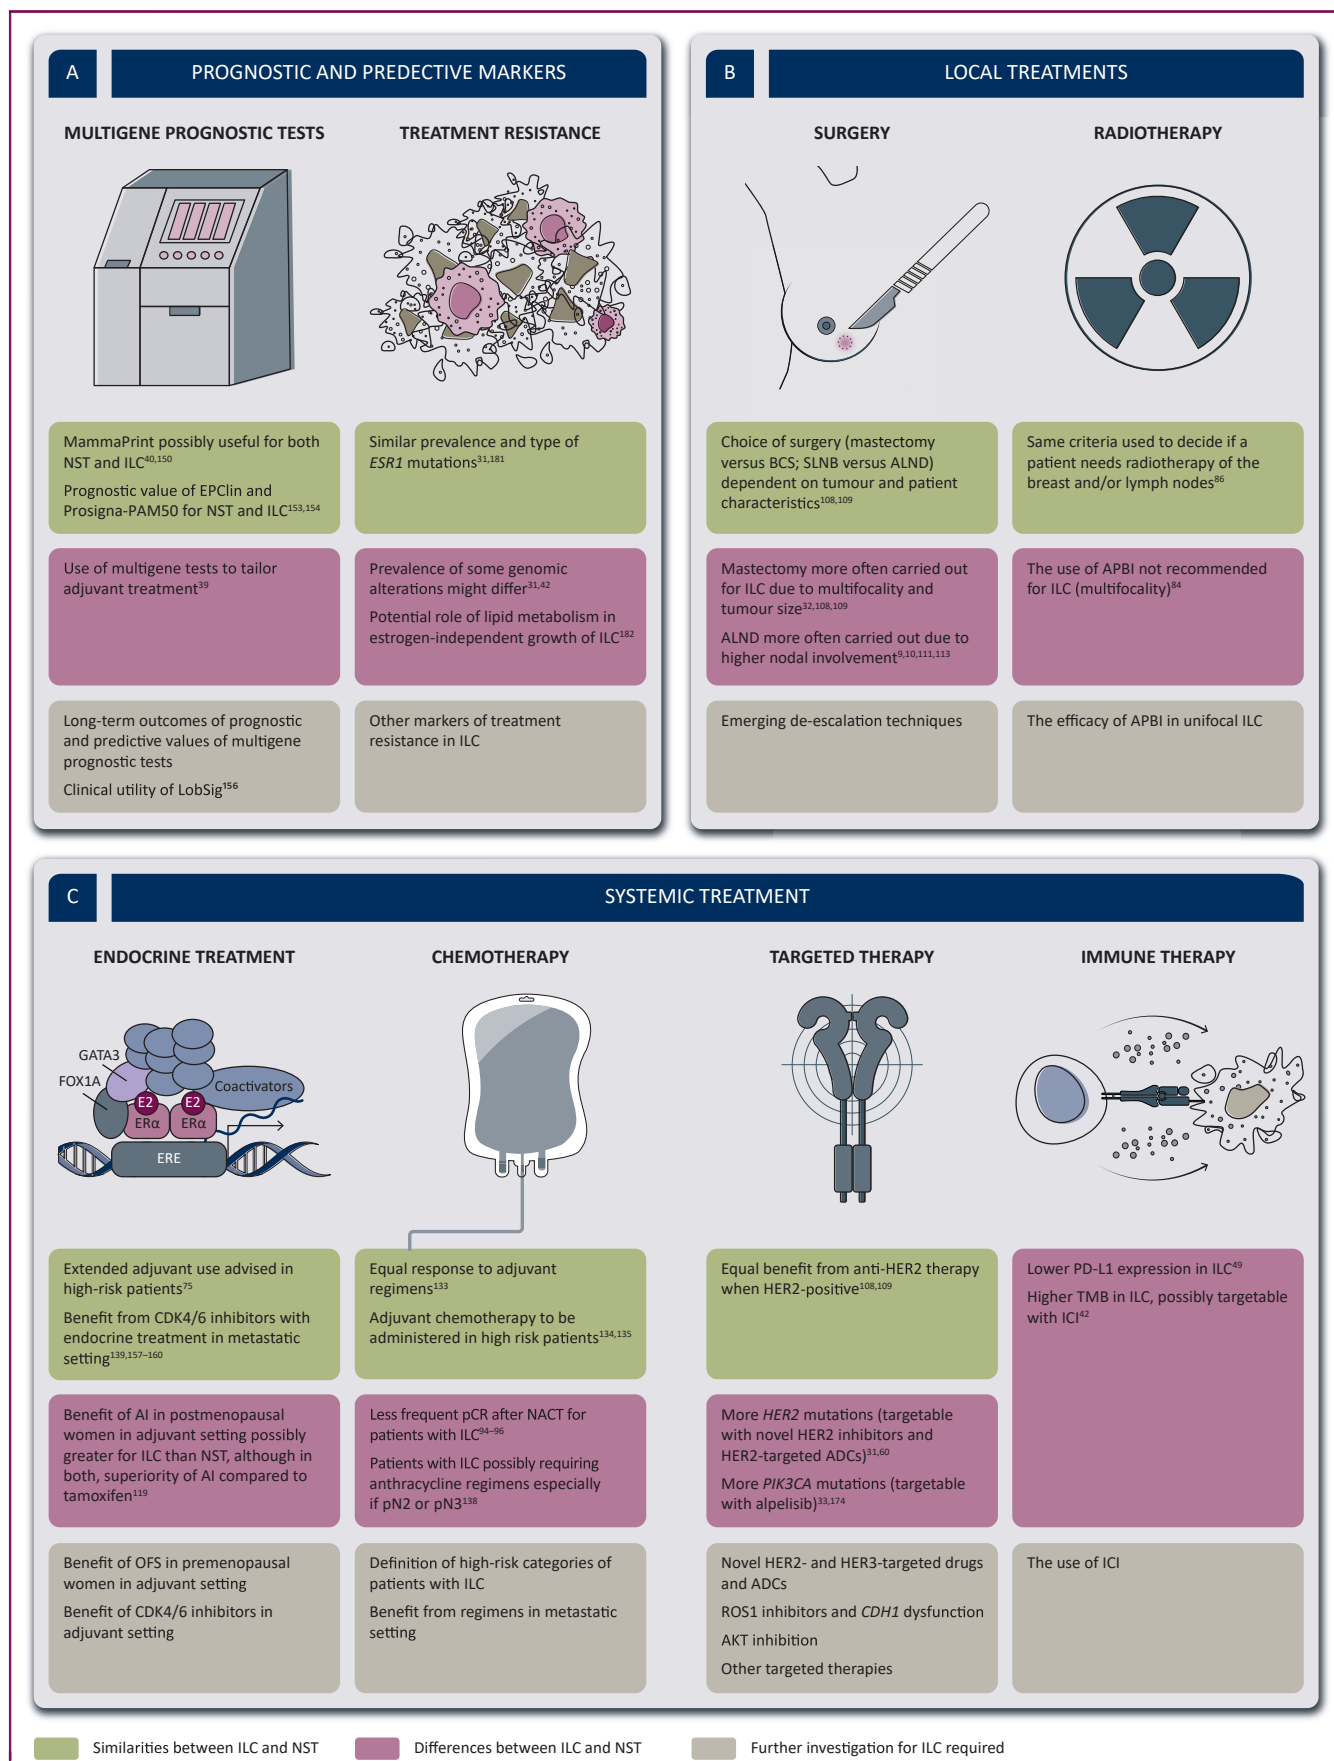 A
PROGNOSTIC AND PREDECTIVE MARKERS
MULTIGENE PROGNOSTIC TESTS
TREATMENT RESISTANCE
MammaPrint possibly useful for both
NST and ILC40,150
Prognostic value of EPClin and
Prosigna-PAM50 for NST and ILC153,154
Similar prevalence and type of
ESR1 mutations31,181
Use of multigene tests to tailor
adjuvant treatment39
Prevalence of some genomic
alterations might differ31,42
Potential role of lipid metabolism in
estrogen-independent growth of ILC182
Long-term outcomes of prognostic
and predictive values of multigene
prognostic tests
Clinical utility of LobSig156
Other markers of treatment
resistance in ILC
B
LOCAL TREATMENTS
SURGERY
RADIOTHERAPY
Choice of surgery (mastectomy
versus BCS; SLNB versus ALND)
dependent on tumour and patient
characteristics108,109
Same criteria used to decide if a
patient needs radiotherapy of the
breast and/or lymph nodes86
Mastectomy more often carried out
for ILC due to multifocality and
tumour size32,108,109
ALND more often carried out due to
higher nodal involvement9,10,111,113
The use of APBI not recommended
for ILC (multifocality)84
Emerging de-escalation techniques
The efficacy of APBI in unifocal ILC
C
SYSTEMIC TREATMENT
ENDOCRINE TREATMENT
CHEMOTHERAPY
TARGETED THERAPY
IMMUNE THERAPY
GATA3
FOX1A
Coactivators
E2
E2
ERα
ERα
ERE
Extended adjuvant use advised in
high-risk patients75
Benefit from CDK4/6 inhibitors with
endocrine treatment in metastatic
setting139,157–160
Equal response to adjuvant
regimens133
Adjuvant chemotherapy to be
administered in high risk patients134,135
Equal benefit from anti-HER2 therapy
when HER2-positive108,109
Lower PD-L1 expression in ILC49
Higher TMB in ILC, possibly targetable
with ICI42
Benefit of AI in postmenopausal
women in adjuvant setting possibly
greater for ILC than NST, although in
both, superiority of AI compared to
tamoxifen119
Less frequent pCR after NACT for
patients with ILC94–96
Patients with ILC possibly requiring
anthracycline regimens especially
if pN2 or pN3138
More HER2 mutations (targetable
with novel HER2 inhibitors and
HER2-targeted ADCs)31,60
More PIK3CA mutations (targetable
with alpelisib)33,174
Benefit of OFS in premenopausal
women in adjuvant setting
Benefit of CDK4/6 inhibitors in
adjuvant setting
Definition of high-risk categories of
patients with ILC
Benefit from regimens in metastatic
setting
Novel HER2- and HER3-targeted drugs
and ADCs
ROS1 inhibitors and CDH1 dysfunction
AKT inhibition
Other targeted therapies
The use of ICI
Similarities between ILC and NST
Differences between ILC and NST
Further investigation for ILC required